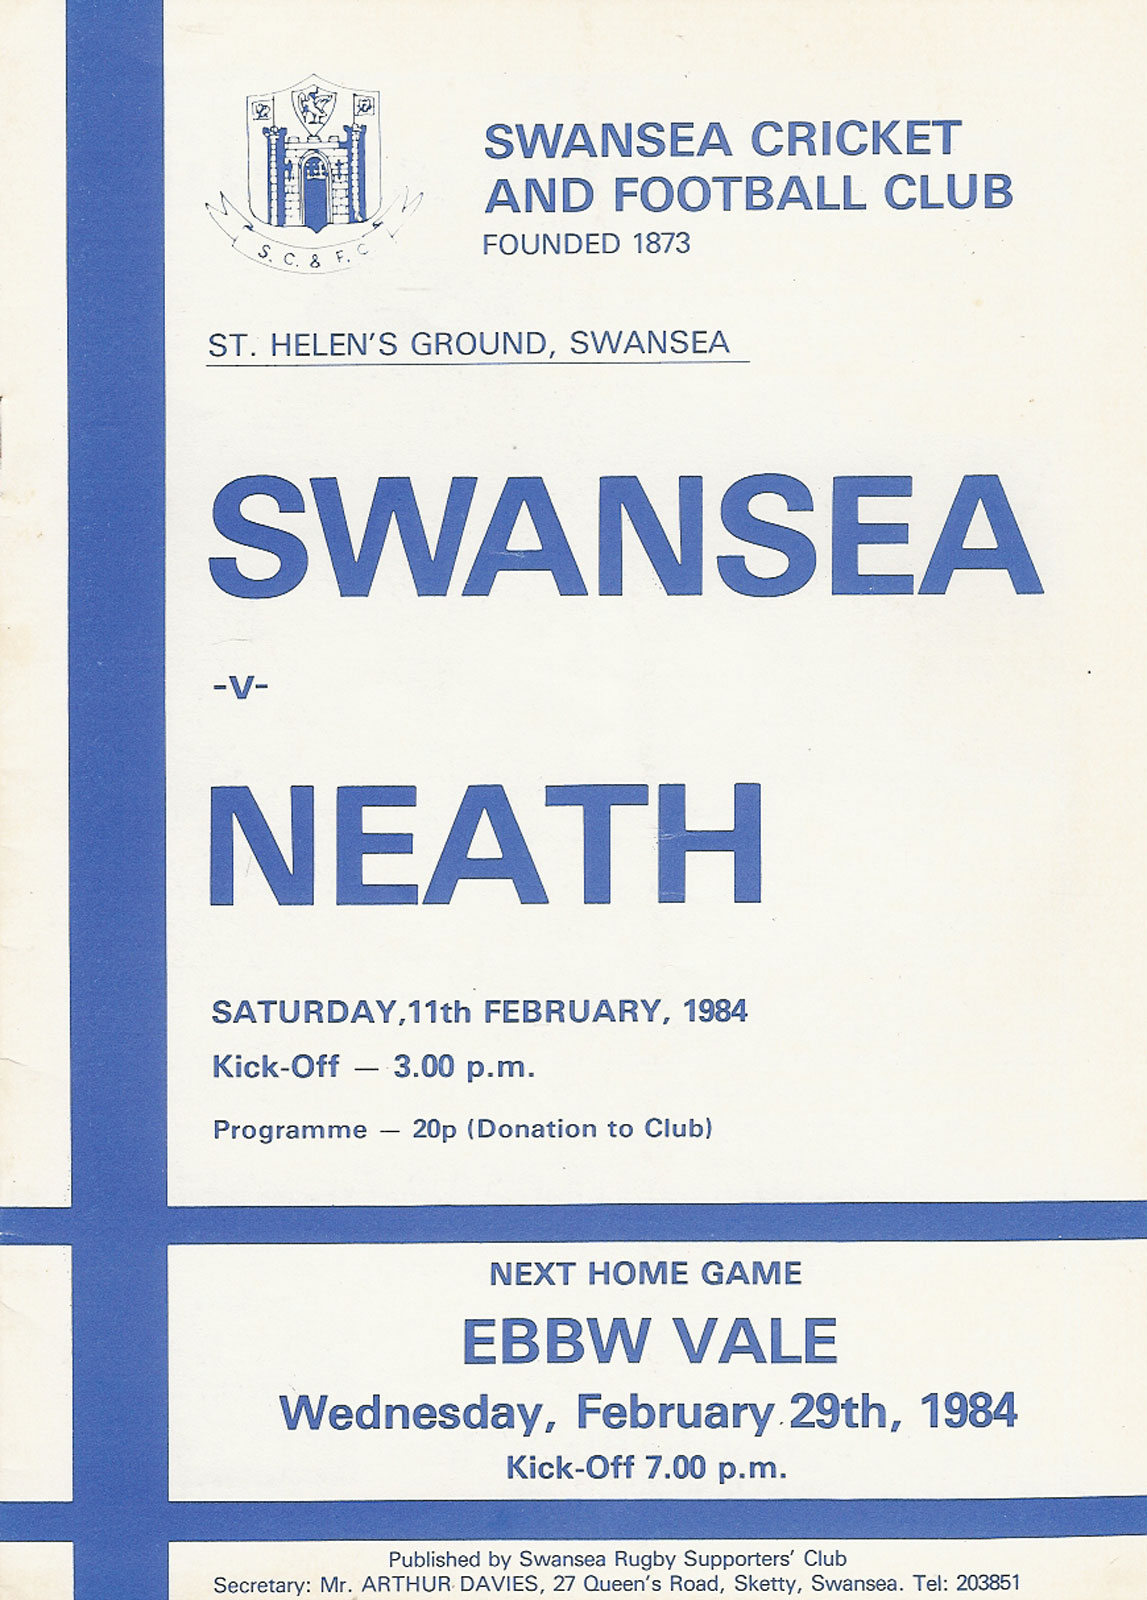 S. C. & F. C
SWANSEA CRICKET
AND FOOTBALL CLUB
FOUNDED 1873
ST. HELEN'S GROUND, SWANSEA
SWANSEA
-v-
NEATH
SATURDAY,11th FEBRUARY, 1984
Kick-Off — 3.00 p.m.
Programme — 20p (Donation to Club)
NEXT HOME GAME
EBBW VALE
Wednesday, February 29th, 1984
Kick-Off 7.00 p.m.
Published by Swansea Rugby Supporters' Club
Secretary: Mr. ARTHUR DAVIES, 27 Queen's Road, Sketty, Swansea. Tel: 203851